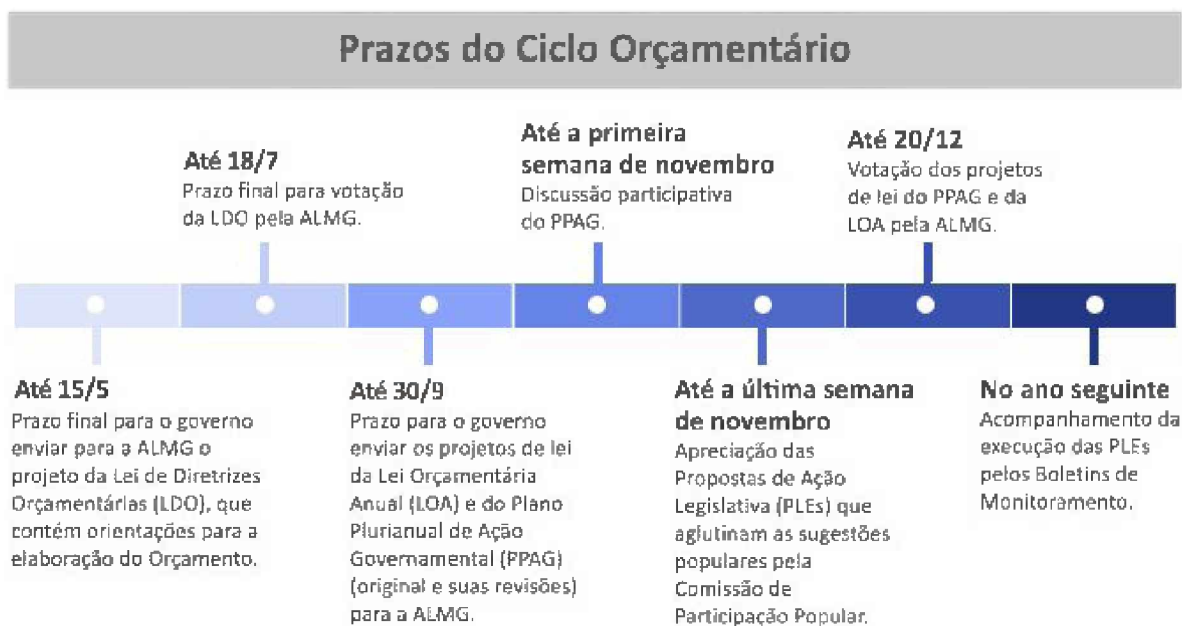 Prazos do Ciclo Orçamentário
Até 15/5
Prazo final para o governo
enviar para a ALMG o
projeto da Lei de Diretrizes
Orçamentárias (LDO), que
contém orientações para a
elaboração do Orçamento.
Até 18/7
Prazo final para votação
da LDO pela ALMG.
Até 30/9
Prazo para o governo
enviar os projetos de lei
da Lei Orçamentária
Anual (LOA) e do Plano
Plurianual de Ação
Governamental (PPAG)
(original e suas revisões)
para a ALMG.
Até a primeira
semana de novembro
Discussão participativa
do PPAG.
Até a última semana
de novembro
Apreciação das
Propostas de Ação
Legislativa (PLEs) que
aglutinam as sugestões
populares pela
Comissão de
Participação Popular.
Até 20/12
Votação dos projetos
de lei do PPAG e da
LOA pela ALMG.
No ano seguinte
Acompanhamento da
execução das PLEs
pelos Boletins de
Monitoramento.